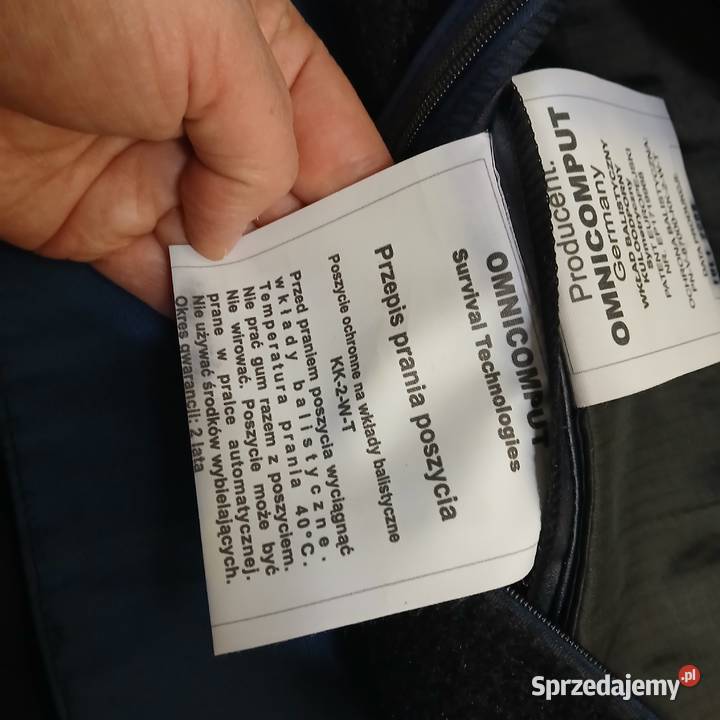 OMNICOMPUT
Survival Technologies
Przepis prania poszycia
Poszycie ochronne na wkłady balistyczne
KK-2-W-T
Przed praniem poszycia wyciągnąć
wkłady balistyczne.
Temperatura prania 40°C.
Nie prać gum razem z poszyciem.
Nie wirować. Poszycie może być
prane w pralce automatycznej.
Nie używać środków wybielających.
Okres gwarancji: 2 lata
Producent:
OMNICOMPUT
Germany
BALISTYCZNY
Sprzedajemy.pl